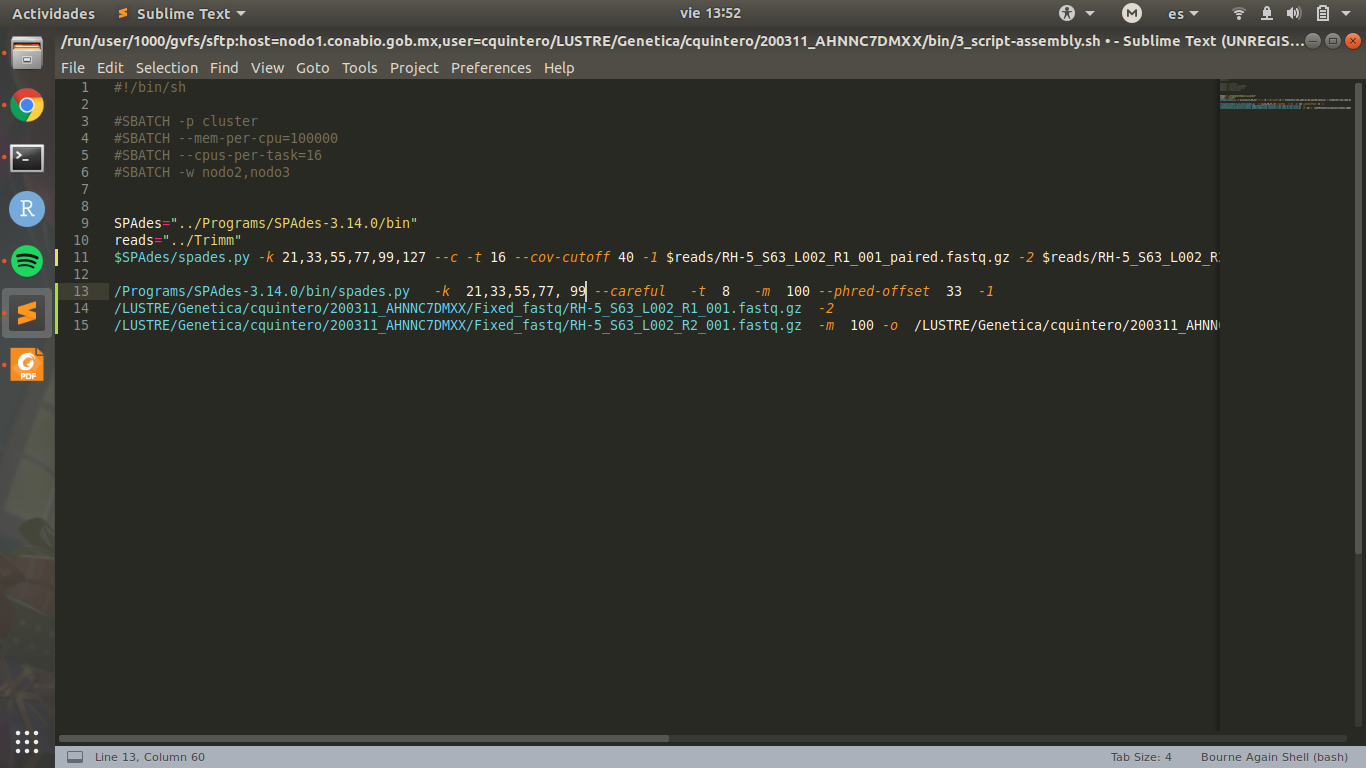 Actividades Sublime Text vie 13:52 M es
/run/user/1000/gvfs/sftp:host=nodo1.conabio.gob.mx,user=cquintero/LUSTRE/Genetica/cquintero/200311_AHNNC7DMXX/bin/3_script-assembly.sh • - Sublime Text (UNREGIS...
File Edit Selection Find View Goto Tools Project Preferences Help
1 #!/bin/sh
2
3 #SBATCH -p cluster
4 #SBATCH --mem-per-cpu=100000
5 #SBATCH --cpus-per-task=16
6 #SBATCH -w nodo2,nodo3
7
8
9 SPAdes="../Programs/SPAdes-3.14.0/bin"
10 reads="../Trimm"
11 $SPAdes/spades.py -k 21,33,55,77,99,127 --c -t 16 --cov-cutoff 40 -1 $reads/RH-5_S63_L002_R1_001_paired.fastq.gz -2 $reads/RH-5_S63_L002_R
12
13 /Programs/SPAdes-3.14.0/bin/spades.py -k 21,33,55,77, 99 --careful -t 8 -m 100 --phred-offset 33 -1
14 /LUSTRE/Genetica/cquintero/200311_AHNNC7DMXX/Fixed_fastq/RH-5_S63_L002_R1_001.fastq.gz -2
15 /LUSTRE/Genetica/cquintero/200311_AHNNC7DMXX/Fixed_fastq/RH-5_S63_L002_R2_001.fastq.gz -m 100 -o /LUSTRE/Genetica/cquintero/200311_AHNN
R
PDF
Line 13, Column 60 Tab Size: 4 Bourne Again Shell (bash)